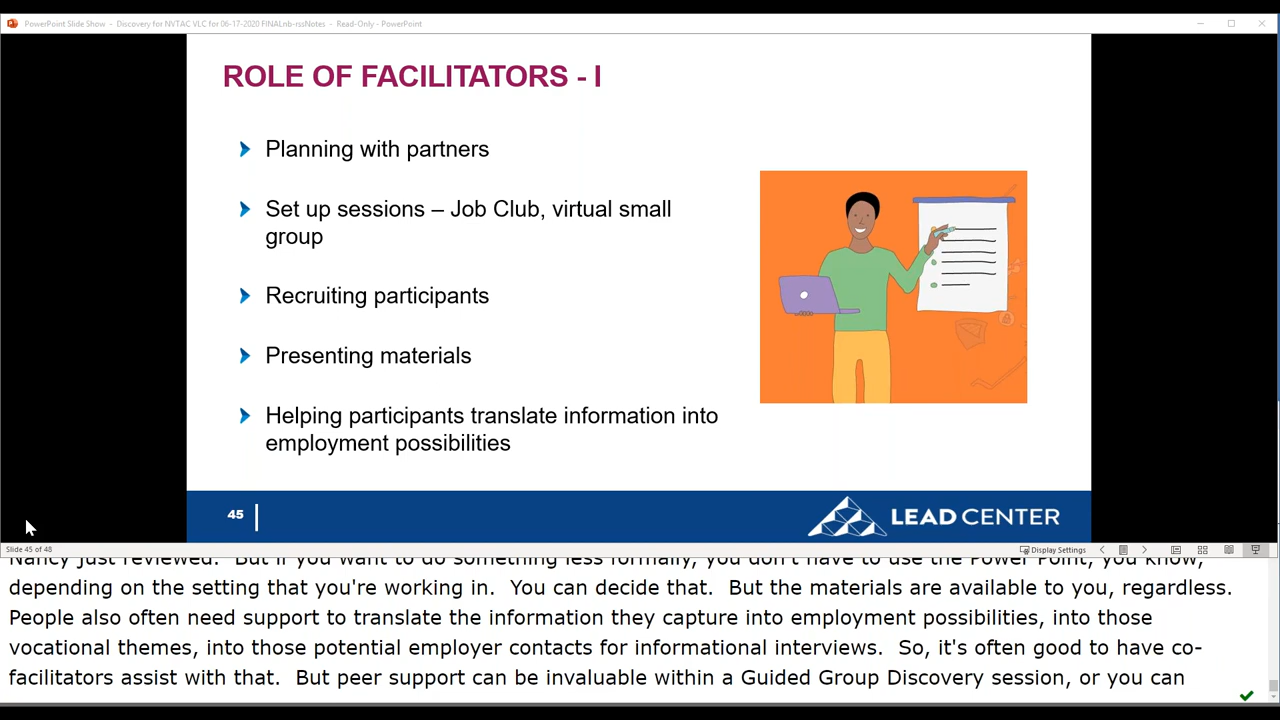 PowerPoint Slide Show - Discovery for NVTAC VLC for 06-17-2020 FINALnb-rssNotes - Read-Only - PowerPoint
ROLE OF FACILITATORS - I
Planning with partners
Set up sessions – Job Club, virtual small
group
Recruiting participants
Presenting materials
Helping participants translate information into
employment possibilities
45
LEAD CENTER
Slide 45 of 48
Display Settings
Nancy just reviewed. But if you want to do something less formally, you don't have to use the Power Point, you know,
depending on the setting that you're working in. You can decide that. But the materials are available to you, regardless.
People also often need support to translate the information they capture into employment possibilities, into those
vocational themes, into those potential employer contacts for informational interviews. So, it's often good to have co-
facilitators assist with that. But peer support can be invaluable within a Guided Group Discovery session, or you can